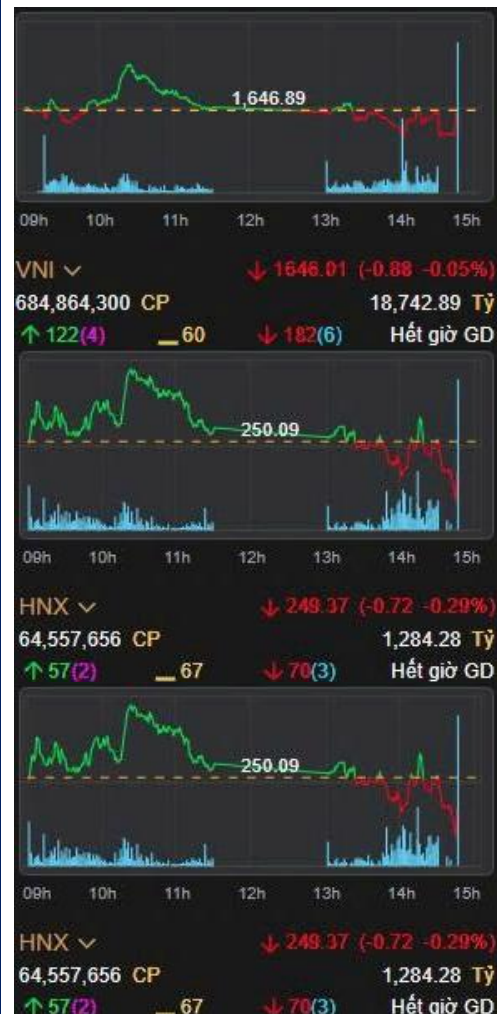 1,646.89
09h 10h 11h 12h 13h 14h 15h
VNI 1646.01 (-0.88 -0.05%)
684,864,300 CP 18,742.89 Tỷ
122(4) 60 182(6) Hết giờ GD
250.09
09h 10h 11h 12h 13h 14h 15h
HNX 249.37 (-0.72 -0.29%)
64,557,656 CP 1,284.28 Tỷ
57(2) 67 70(3) Hết giờ GD
250.09
09h 10h 11h 12h 13h 14h 15h
HNX 249.37 (-0.72 -0.29%)
64,557,656 CP 1,284.28 Tỷ
57(2) 67 70(3) Hết giờ GD